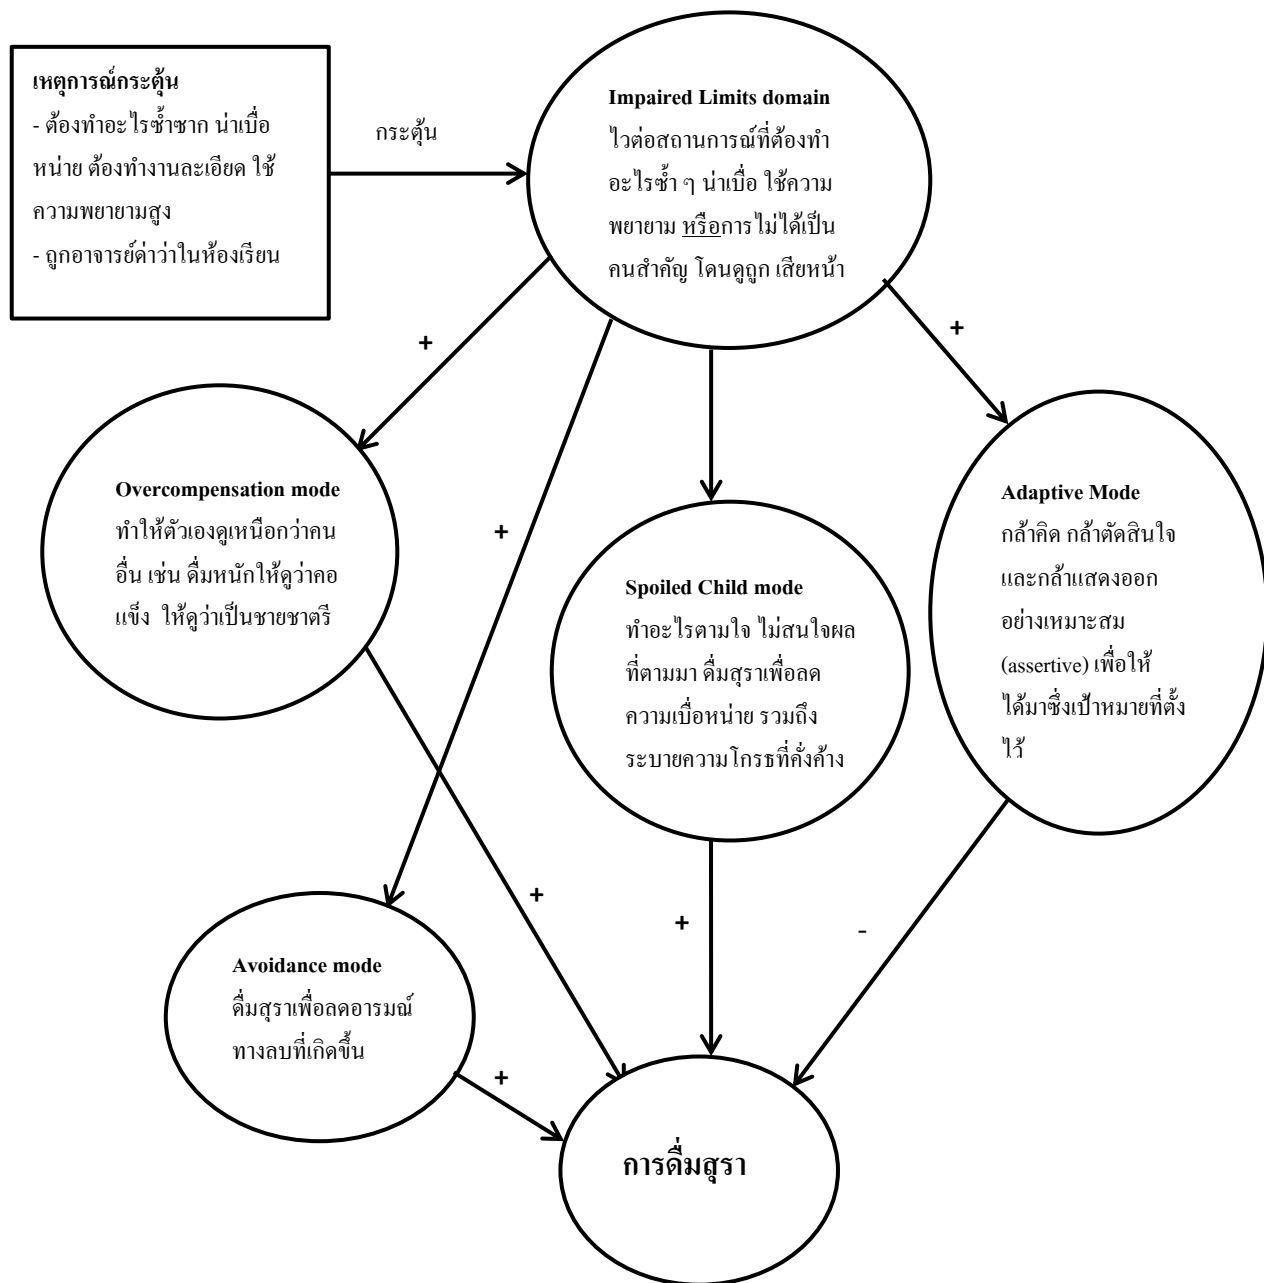 เหตุการณ์กระตุ้น
- ต้องทำอะไรซ้ำซาก น่าเบื่อ
หน่าย ต้องทำงานละเอียด ใช้
ความพยายามสูง
- ถูกอาจารย์ด่าว่าในห้องเรียน
กระตุ้น
Impaired Limits domain
ไวต่อสถานการณ์ที่ต้องทำ
อะไรซ้ำ ๆ น่าเบื่อ ใช้ความ
พยายาม หรือการไม่ได้เป็น
คนสำคัญ โดนดูถูก เสียหน้า
+
+
+
Overcompensation mode
ทำให้ตัวเองดูเหนือกว่าคน
อื่น เช่น ดื่มหนักให้ดูว่าคอ
แข็ง ให้ดูว่าเป็นชายชาตรี
Spoiled Child mode
ทำอะไรตามใจ ไม่สนใจผล
ที่ตามมา ดื่มสุราเพื่อลด
ความเบื่อหน่าย รวมถึง
ระบายความโกรธที่คั่งค้าง
Adaptive Mode
กล้าคิด กล้าตัดสินใจ
และกล้าแสดงออก
อย่างเหมาะสม
(assertive) เพื่อให้
ได้มาซึ่งเป้าหมายที่ตั้ง
ไว้
+
+
-
Avoidance mode
ดื่มสุราเพื่อลดอารมณ์
ทางลบที่เกิดขึ้น
+
การดื่มสุรา